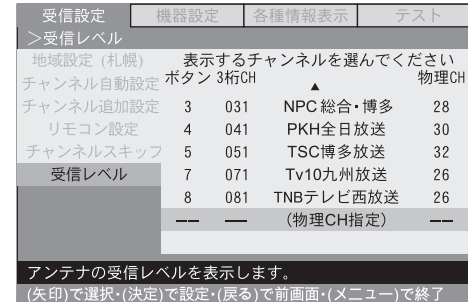 受信設定 機器設定 各種情報表示 テスト
>受信レベル
地域設定 (札幌) 表示するチャンネルを選んでください
チャンネル自動設定 ボタン 3桁CH ▲ 物理CH
チャンネル追加設定 3 031 NPC総合・博多 28
リモコン設定 4 041 PKH全日放送 30
チャンネルスキップ 5 051 TSC博多放送 32
受信レベル 7 071 Tv10九州放送 26
8 081 TNBテレビ西放送 26
―― ―― (物理CH指定) ――
アンテナの受信レベルを表示します。
(矢印)で選択・(決定)で設定・(戻る)で前画面・(メニュー)で終了